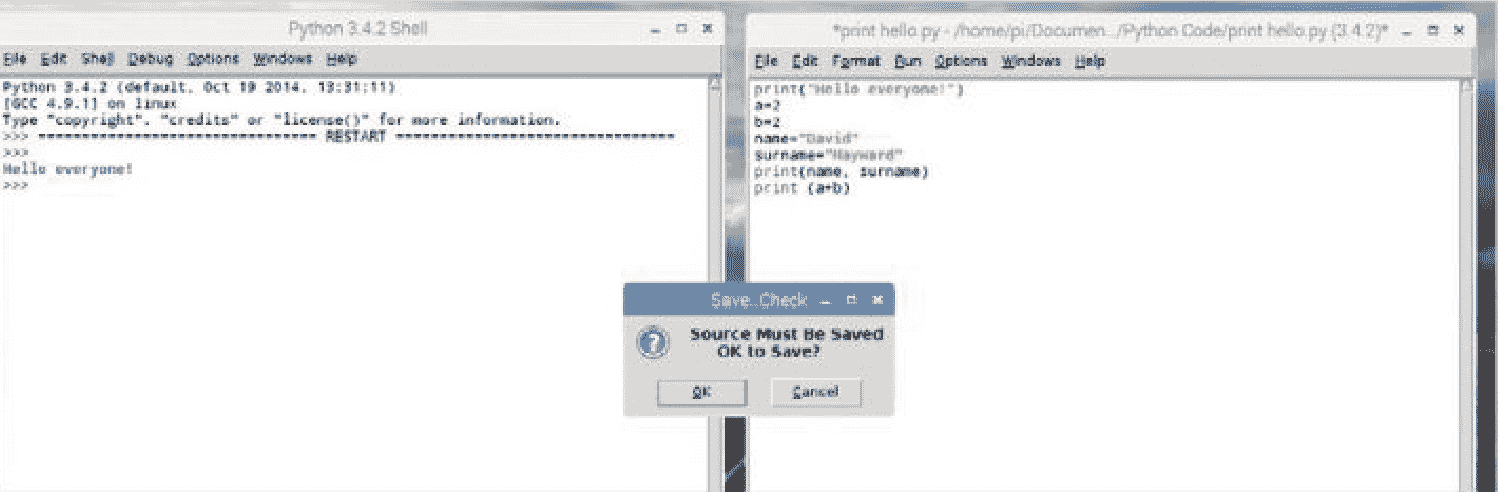 Python 3.4.2 Shell
File Edit Shell Debug Options Windows Help
Python 3.4.2 (default, Oct 19 2014, 13:31:11)
[GCC 4.9.1] on linux
Type "copyright", "credits" or "license()" for more information.
>>> ================================ RESTART ================================
>>>
Hello everyone!
>>>
*print hello.py - /home/pi/Documen.../Python Code/print hello.py (3.4.2)*
File Edit Format Run Options Windows Help
print("Hello everyone!")
a=2
b=2
name="David"
surname="Hayward"
print(name, surname)
print (a+b)
Save..Check
Source Must Be Saved
OK to Save?
OK Cancel